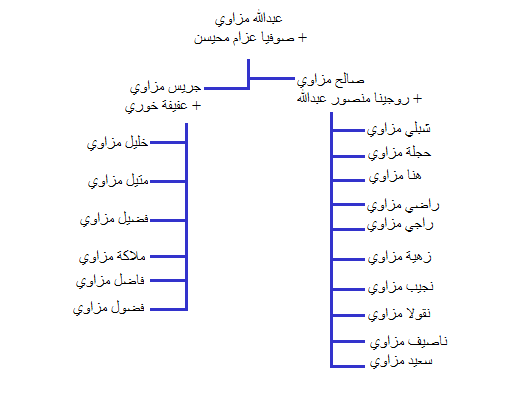 عبدالله مزاوي
+ صوفيا عزام محيسن
صالح مزاوي
+ روجينا منصور عبدالله
شبلي مزاوي
حجلة مزاوي
هنا مزاوي
راضي مزاوي
راجي مزاوي
زهية مزاوي
نجيب مزاوي
نقولا مزاوي
ناصيف مزاوي
سعيد مزاوي
جريس مزاوي
+ عفيفة خوري
خليل مزاوي
متيل مزاوي
فضيل مزاوي
ملاكة مزاوي
فاضل مزاوي
فضول مزاوي